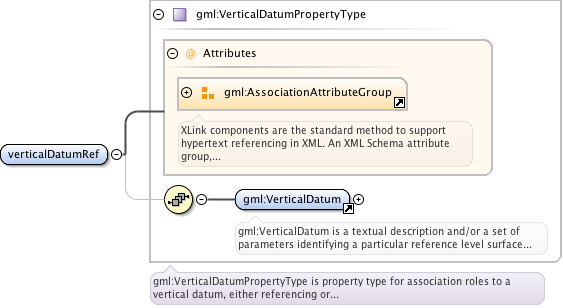 gml:VerticalDatumPropertyType
@ Attributes
gml:AssociationAttributeGroup
XLink components are the standard method to support
hypertext referencing in XML. An XML Schema attribute
group,...
verticalDatumRef
gml:VerticalDatum
gml:VerticalDatum is a textual description and/or a set of
parameters identifying a particular reference level surface...
gml:VerticalDatumPropertyType is property type for association roles to a
vertical datum, either referencing or...